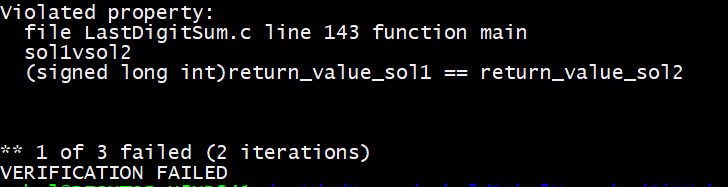 Violated property:
file LastDigitSum.c line 143 function main
sol1vsol2
(signed long int)return_value_sol1 == return_value_sol2
** 1 of 3 failed (2 iterations)
VERIFICATION FAILED